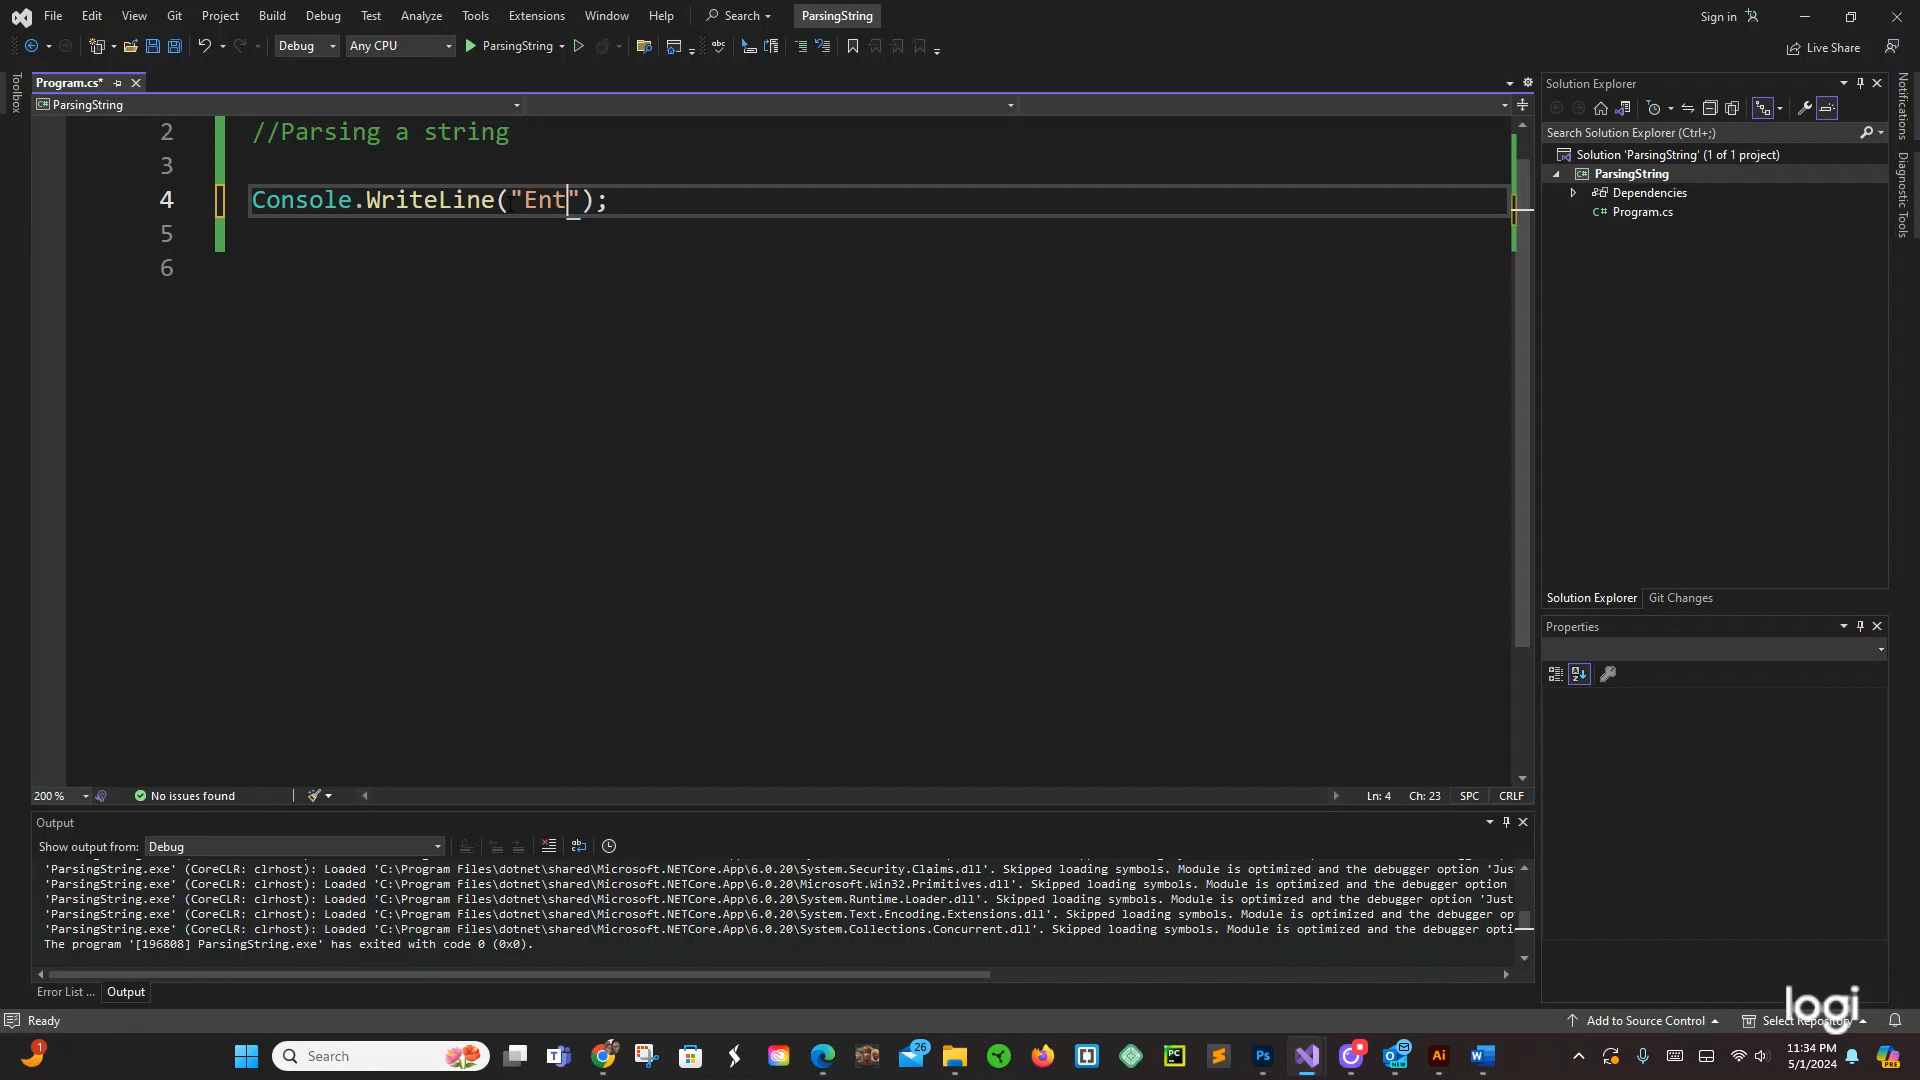 File Edit View Git Project Build Debug Test Analyze Tools Extensions Window Help Search ParsingString Sign in
Debug Any CPU ParsingString Live Share
Toolbox
Program.cs*
ParsingString
2 //Parsing a string
3
4 Console.WriteLine("Ent");
5
6
200 % No issues found Ln: 4 Ch: 23 SPC CRLF
Output
Show output from: Debug
'ParsingString.exe' (CoreCLR: clrhost): Loaded 'C:\Program Files\dotnet\shared\Microsoft.NETCore.App\6.0.20\System.Security.Claims.dll'. Skipped loading symbols. Module is optimized and the debugger option 'Jus
'ParsingString.exe' (CoreCLR: clrhost): Loaded 'C:\Program Files\dotnet\shared\Microsoft.NETCore.App\6.0.20\Microsoft.Win32.Primitives.dll'. Skipped loading symbols. Module is optimized and the debugger option
'ParsingString.exe' (CoreCLR: clrhost): Loaded 'C:\Program Files\dotnet\shared\Microsoft.NETCore.App\6.0.20\System.Runtime.Loader.dll'. Skipped loading symbols. Module is optimized and the debugger option 'Just
'ParsingString.exe' (CoreCLR: clrhost): Loaded 'C:\Program Files\dotnet\shared\Microsoft.NETCore.App\6.0.20\System.Text.Encoding.Extensions.dll'. Skipped loading symbols. Module is optimized and the debugger op
'ParsingString.exe' (CoreCLR: clrhost): Loaded 'C:\Program Files\dotnet\shared\Microsoft.NETCore.App\6.0.20\System.Collections.Concurrent.dll'. Skipped loading symbols. Module is optimized and the debugger opti
The program '[196808] ParsingString.exe' has exited with code 0 (0x0).
Error List ... Output
Solution Explorer
Search Solution Explorer (Ctrl+;)
Solution 'ParsingString' (1 of 1 project)
ParsingString
Dependencies
C# Program.cs
Solution Explorer Git Changes
Properties
Notifications
Diagnostic Tools
logi
Ready Add to Source Control Select Repository
1 Search 26 PC Ps NEW Ai 11:34 PM PRE
5/1/2024